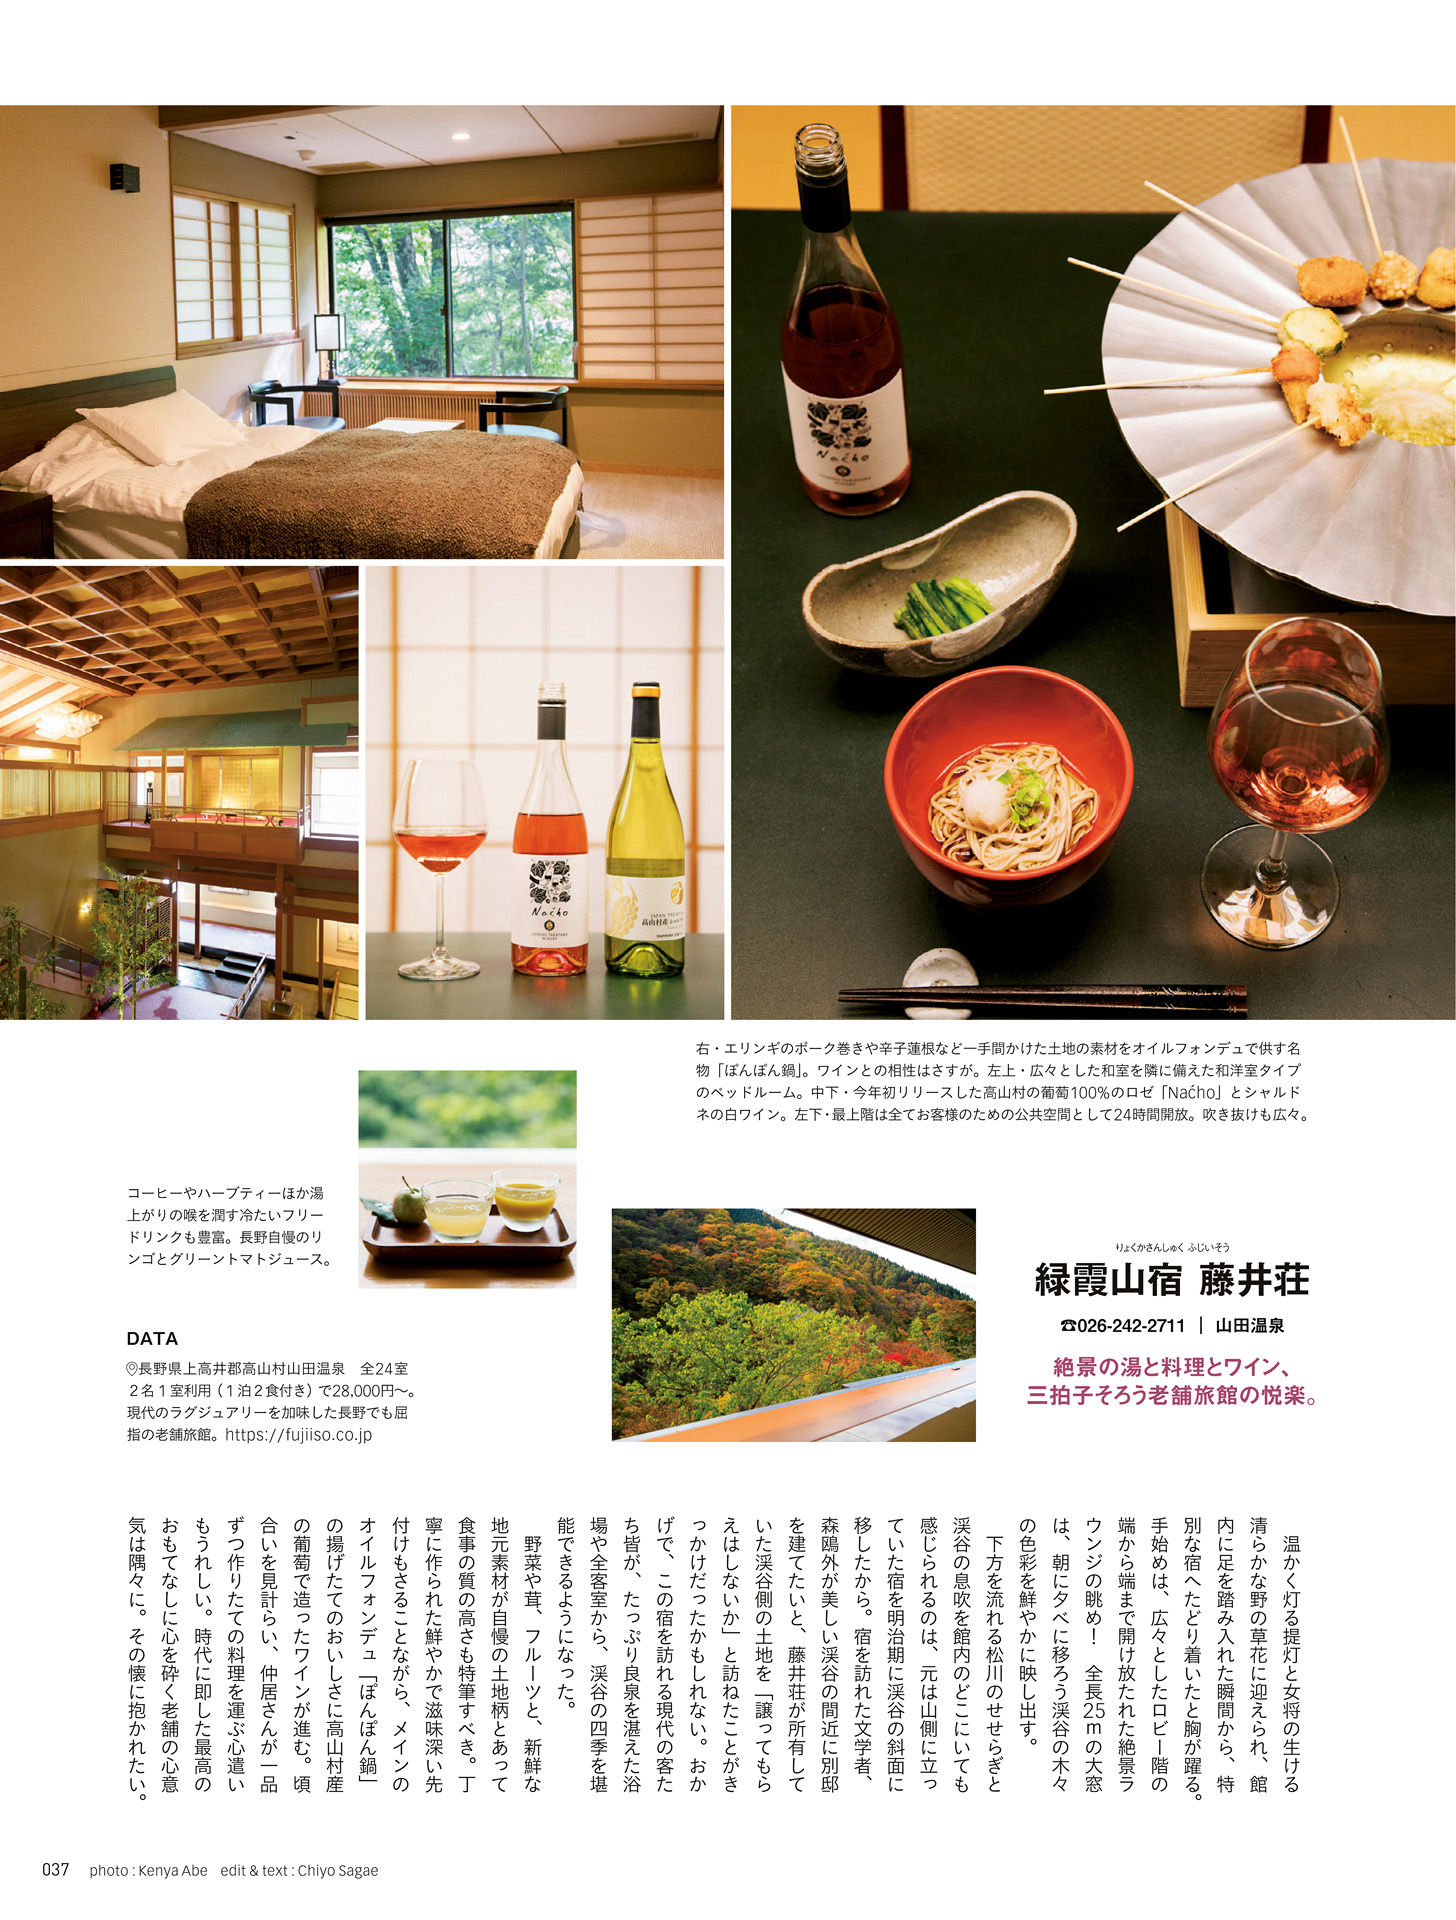 右・エリンギのポーク巻きや辛子蓮根など一手間かけた土地の素材をオイルフォンデュで供す名
物「ぽんぽん鍋」。ワインとの相性はさすが。左上・広々とした和室を隣に備えた和洋室タイプ
のベッドルーム。中下・今年初リリースした高山村の葡萄100%のロゼ「Naćho」とシャルド
ネの白ワイン。左下・最上階は全てお客様のための公共空間として24時間開放。吹き抜けも広々。
コーヒーやハーブティーほか湯
上がりの喉を潤す冷たいフリー
ドリンクも豊富。長野自慢のリ
ンゴとグリーントマトジュース。
りょくかさんしゅく ふじいそう
緑霞山宿 藤井荘
☎026-242-2711 | 山田温泉
絶景の湯と料理とワイン、
三拍子そろう老舗旅館の悦楽。
DATA
長野県上高井郡高山村山田温泉 全24室
2名1室利用(1泊2食付き)で28,000円〜。
現代のラグジュアリーを加味した長野でも屈
指の老舗旅館。https://fujiiso.co.jp
温かく灯る提灯と女将の生ける
清らかな野の草花に迎えられ、館
内に足を踏み入れた瞬間から、特
別な宿へたどり着いたと胸が躍る。
手始めは、広々としたロビー階の
端から端まで開け放たれた絶景ラ
ウンジの眺め! 全長25mの大窓
は、朝に夕べに移ろう渓谷の木々
の色彩を鮮やかに映し出す。
下方を流れる松川のせせらぎと
渓谷の息吹を館内のどこにいても
感じられるのは、元は山側に立っ
ていた宿を明治期に渓谷の斜面に
移したから。宿を訪れた文学者、
森鴎外が美しい渓谷の間近に別邸
を建てたいと、藤井荘が所有して
いた渓谷側の土地を「譲ってもら
えはしないか」と訪ねたことがき
っかけだったかもしれない。おか
げで、この宿を訪れる現代の客た
ち皆が、たっぷり良泉を湛えた浴
場や全客室から、渓谷の四季を堪
能できるようになった。
野菜や茸、フルーツと、新鮮な
地元素材が自慢の土地柄とあって
食事の質の高さも特筆すべき。丁
寧に作られた鮮やかで滋味深い先
付けもさることながら、メインの
オイルフォンデュ「ぽんぽん鍋」
の揚げたてのおいしさに高山村産
の葡萄で造ったワインが進む。頃
合いを見計らい、仲居さんが一品
ずつ作りたての料理を運ぶ心遣い
もうれしい。時代に即した最高の
おもてなしに心を砕く老舗の心意
気は隅々に。その懐に抱かれたい。
Naćho
Naćho
JAPAN PREMIUM
高山村産
037 photo : Kenya Abe edit & text : Chiyo Sagae